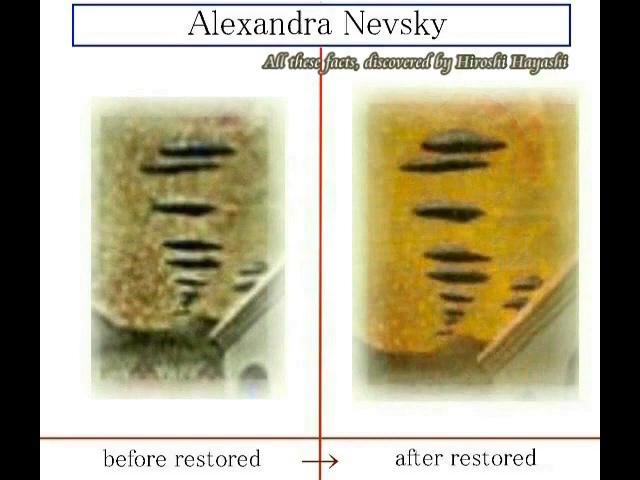 Alexandra Nevsky
All these facts, discovered by Hiroshi Hayashi
before restored → after restored